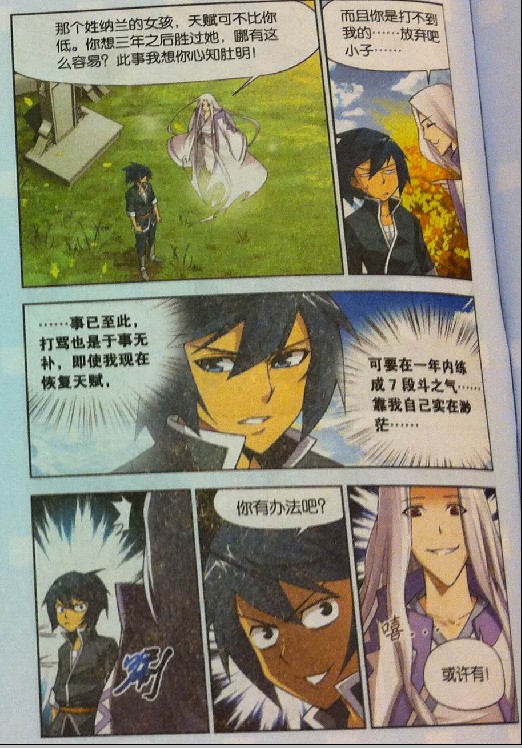 那个姓纳兰的女孩，天赋可不比你
低。你想三年之后胜过她，哪有这
么容易？此事我想你心知肚明！
而且你是打不到
我的……放弃吧
小子……
……事已至此，
打骂也是于事无
补，即使我现在
恢复天赋，
可要在一年内练
成7段斗之气……
靠我自己实在渺
茫……
唰
你有办法吧？
嘻...
或许有！